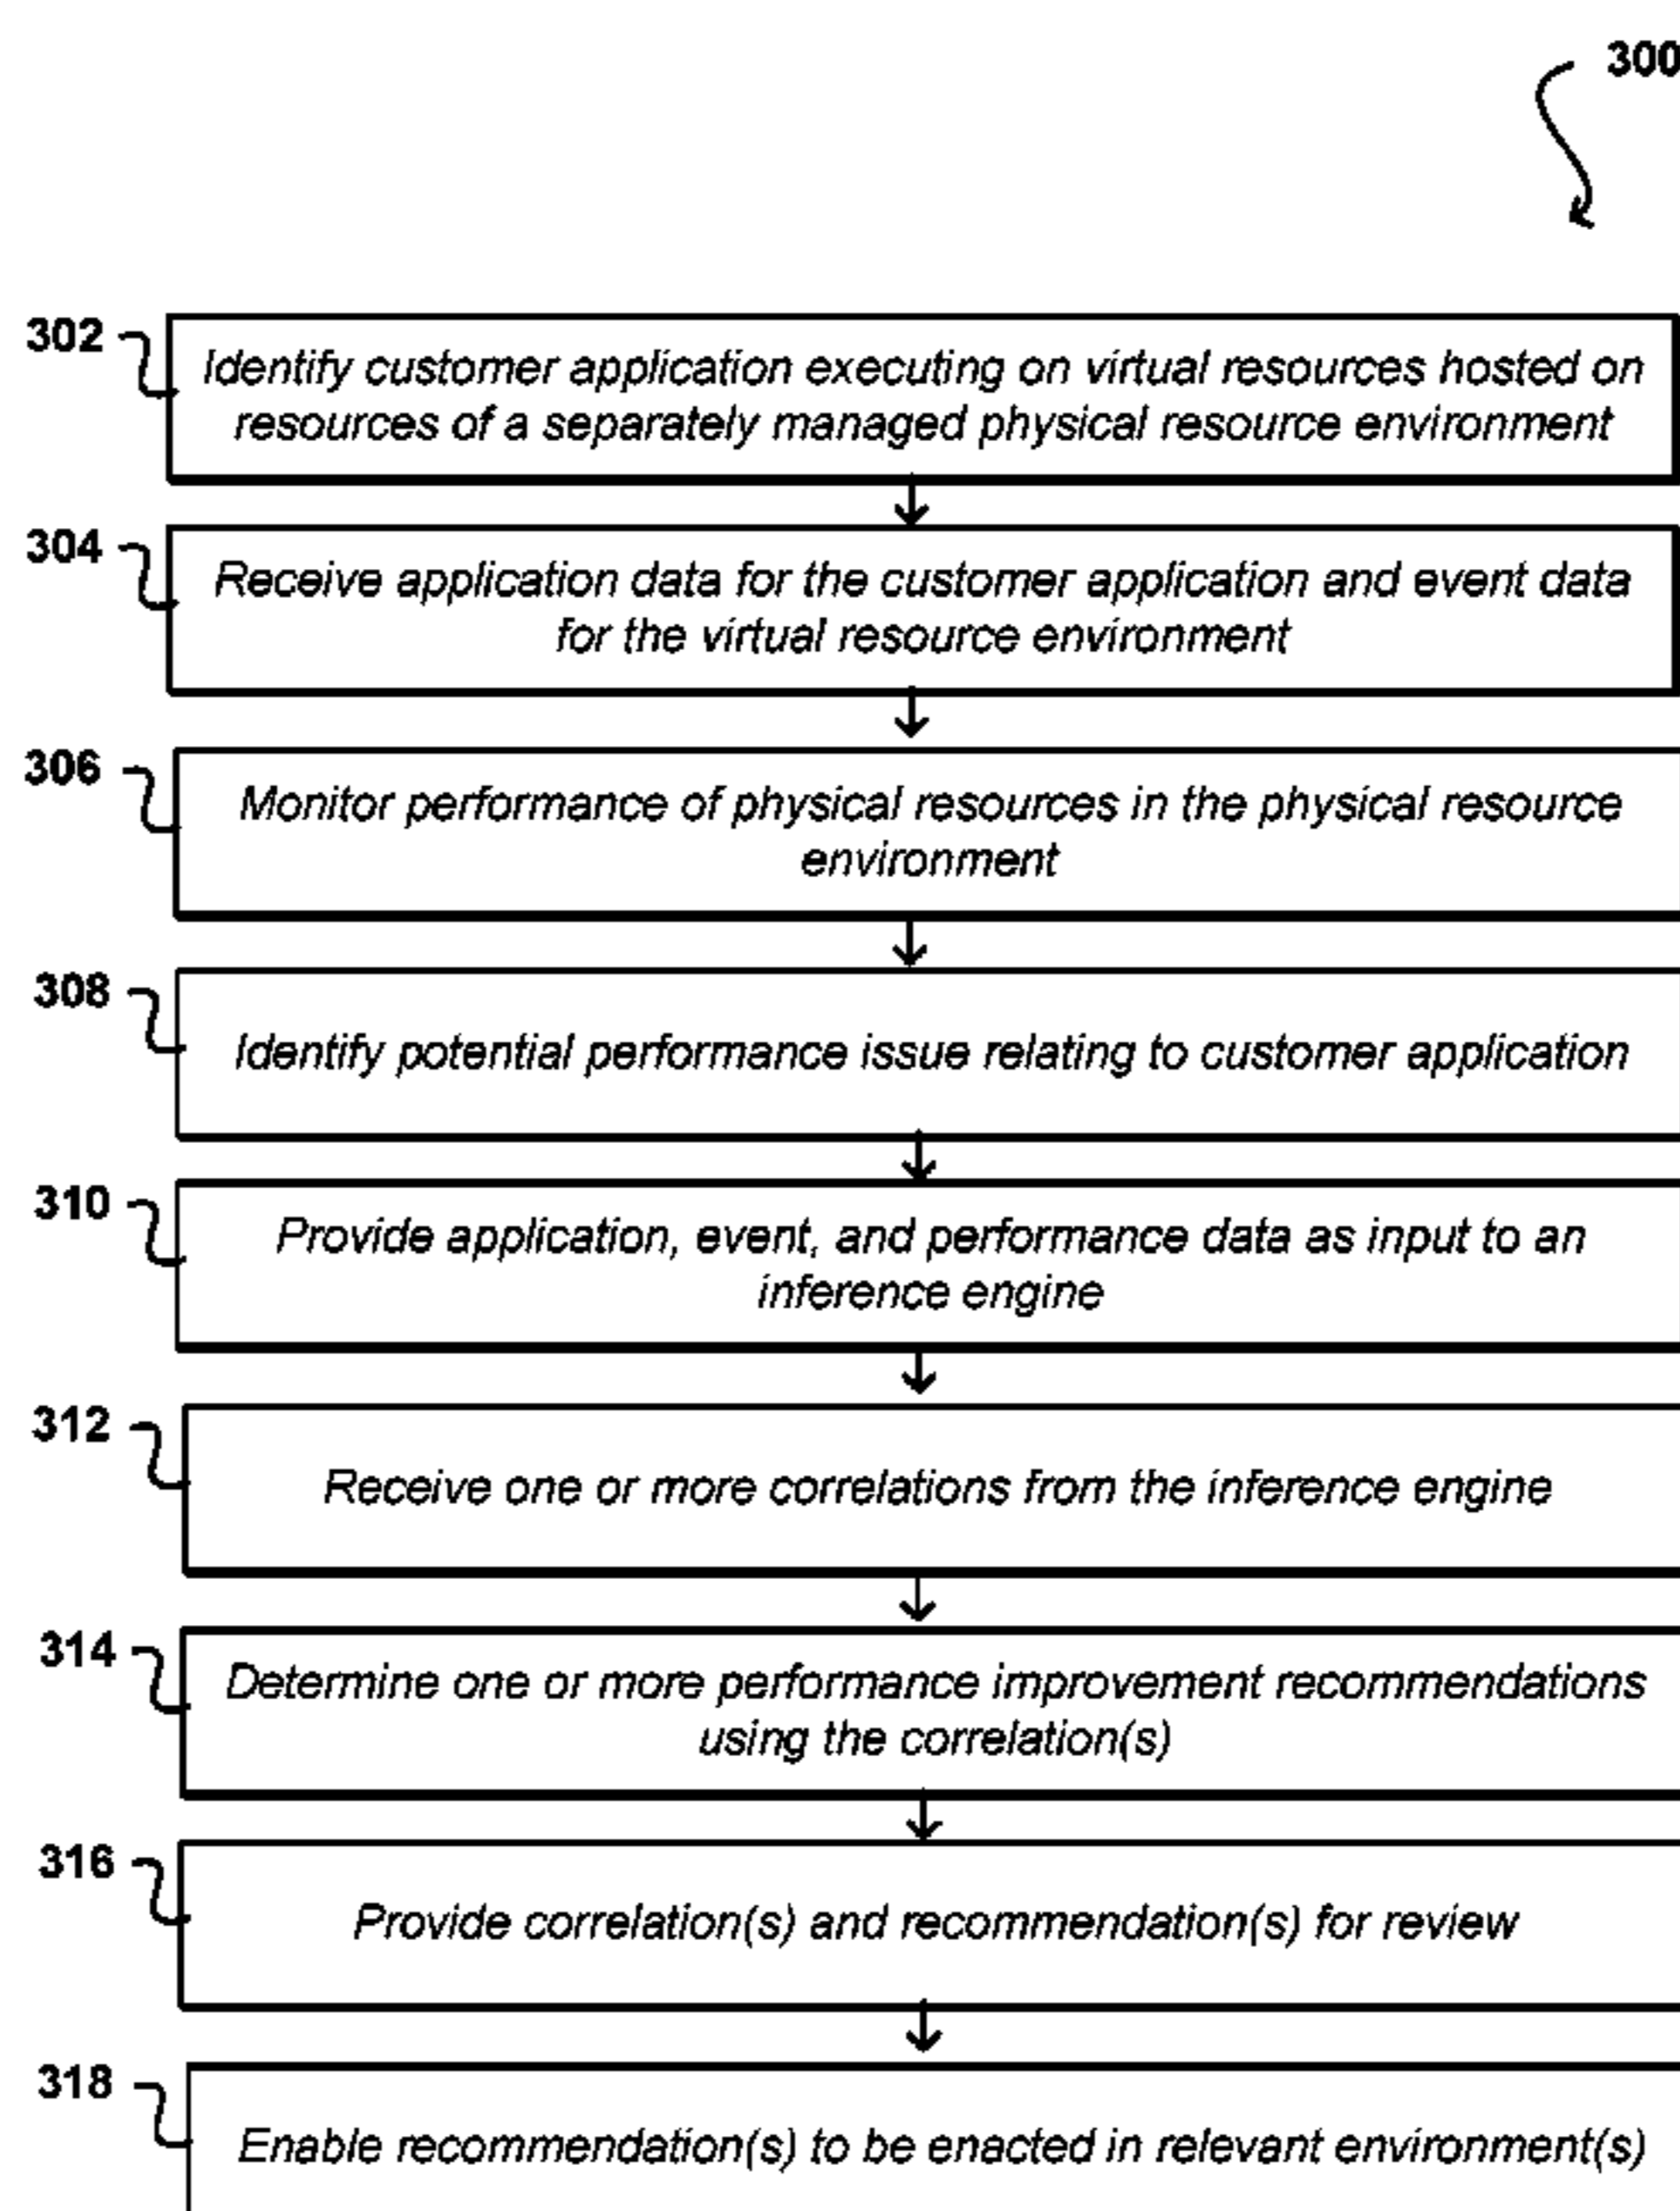 300
302
Identify customer application executing on virtual resources hosted on
resources of a separately managed physical resource environment
304
Receive application data for the customer application and event data
for the virtual resource environment
306
Monitor performance of physical resources in the physical resource
environment
308
Identify potential performance issue relating to customer application
310
Provide application, event, and performance data as input to an
inference engine
312
Receive one or more correlations from the inference engine
314
Determine one or more performance improvement recommendations
using the correlation(s)
316
Provide correlation(s) and recommendation(s) for review
318
Enable recommendation(s) to be enacted in relevant environment(s)